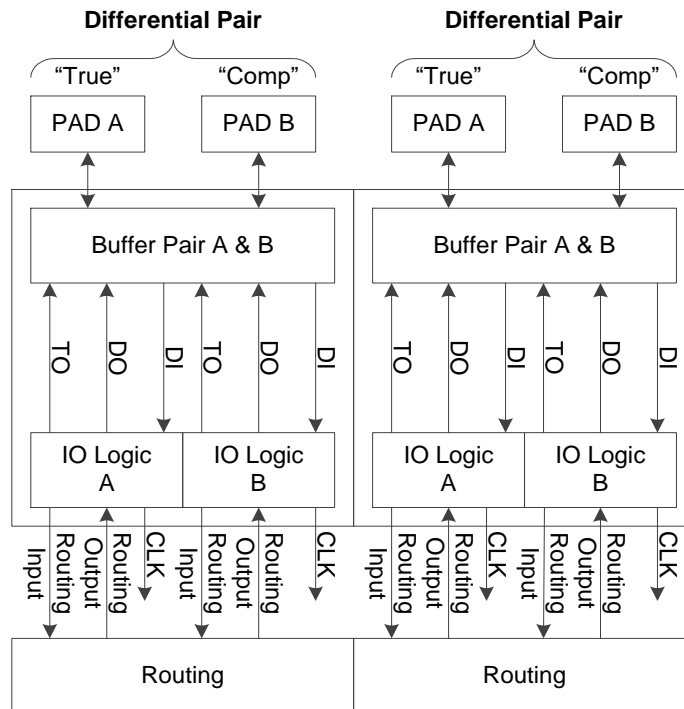 Differential Pair Differential Pair
“True” “Comp” “True” “Comp”
PAD A PAD B PAD A PAD B
Buffer Pair A & B Buffer Pair A & B
TO DO DI TO DO DI TO DO DI TO DO DI
IO Logic IO Logic IO Logic IO Logic
A B A B
Routing Input
Routing Output
CLK
Routing Input
Routing Output
CLK
Routing Input
Routing Output
CLK
Routing Input
Routing Output
CLK
Routing Routing